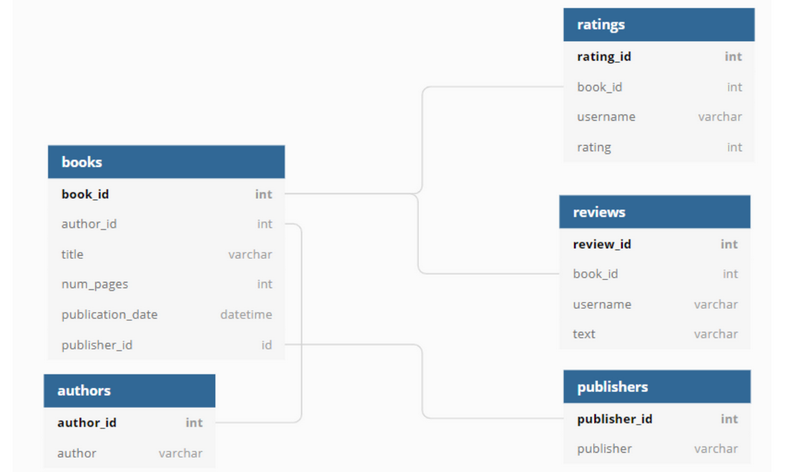 books
book_id int
author_id int
title varchar
num_pages int
publication_date datetime
publisher_id id
authors
author_id int
author varchar
ratings
rating_id int
book_id int
username varchar
rating int
reviews
review_id int
book_id int
username varchar
text varchar
publishers
publisher_id int
publisher varchar